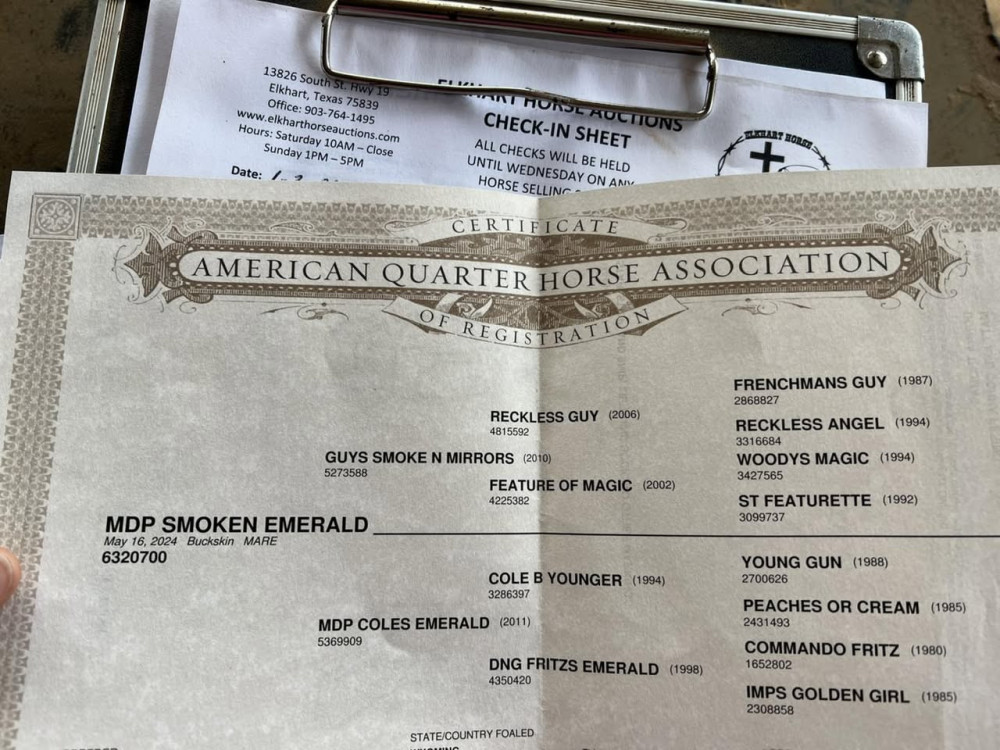 13826 South St. Hwy 19
Elkhart, Texas 75839
Office: 903-764-1495
www.elkharthorseauctions.com
Hours: Saturday 10AM – Close
Sunday 1PM – 5PM
Date:
ELKHART HORSE AUCTIONS
CHECK-IN SHEET
ALL CHECKS WILL BE HELD
UNTIL WEDNESDAY ON ANY
HORSE SELLING
ELKHART HORSE
CERTIFICATE
AMERICAN QUARTER HORSE ASSOCIATION
OF REGISTRATION
FRENCHMANS GUY (1987)
2868827
RECKLESS GUY (2006)
4815592
RECKLESS ANGEL (1994)
3316684
GUYS SMOKE N MIRRORS (2010)
5273588
WOODYS MAGIC (1994)
3427565
FEATURE OF MAGIC (2002)
4225382
ST FEATURETTE (1992)
3099737
MDP SMOKEN EMERALD
May 16, 2024 Buckskin MARE
6320700
YOUNG GUN (1988)
2700626
COLE B YOUNGER (1994)
3286397
PEACHES OR CREAM (1985)
2431493
MDP COLES EMERALD (2011)
5369909
COMMANDO FRITZ (1980)
1652802
DNG FRITZS EMERALD (1998)
4350420
IMPS GOLDEN GIRL (1985)
2308858
STATE/COUNTRY FOALED
WYOMING